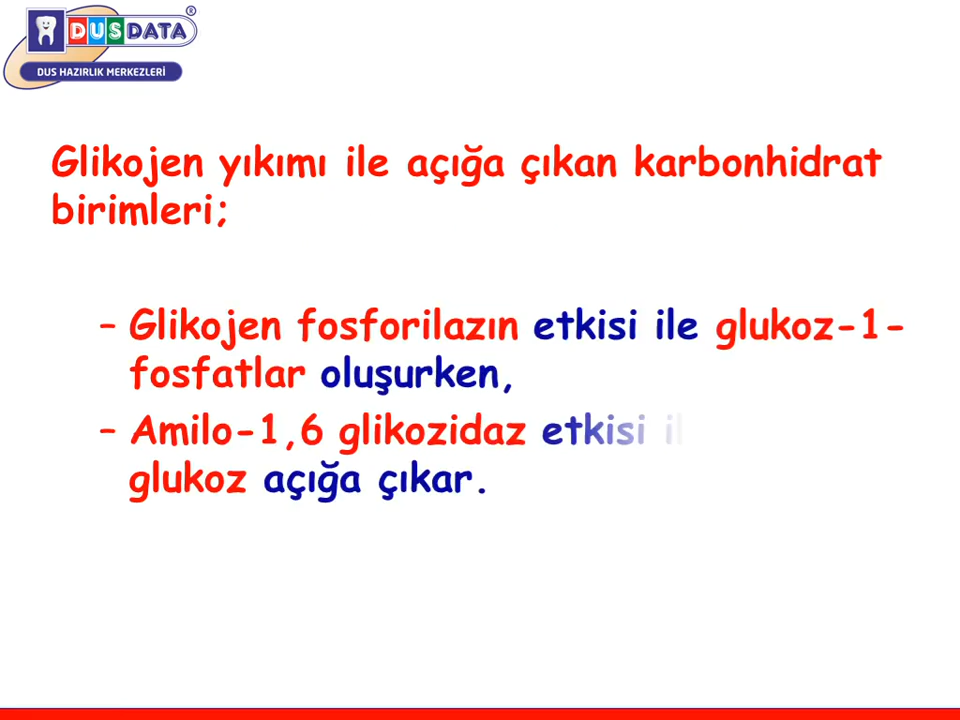 DUSDATA®
DUS HAZIRLIK MERKEZLERİ
Glikojen yıkımı ile açığa çıkan karbonhidrat
birimleri;
– Glikojen fosforilazın etkisi ile glukoz-1-
fosfatlar oluşurken,
– Amilo-1,6 glikozidaz etkisi
glukoz açığa çıkar.